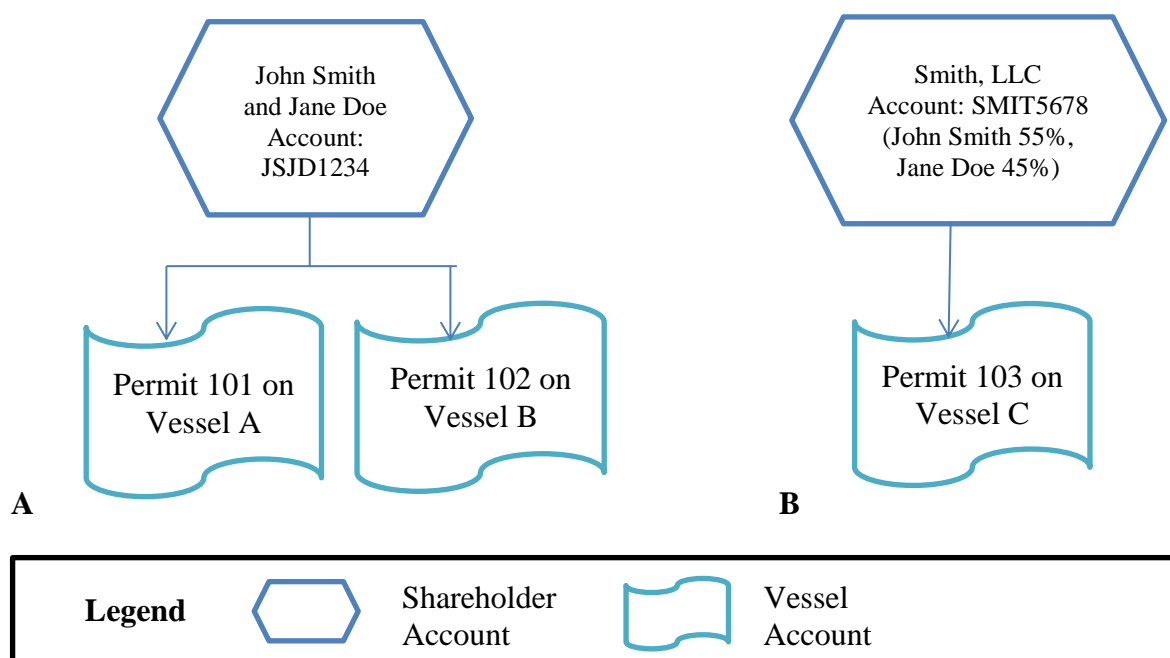 John Smith
and Jane Doe
Account:
JSJD1234
Smith, LLC
Account: SMIT5678
(John Smith 55%,
Jane Doe 45%)
Permit 101 on
Vessel A
Permit 102 on
Vessel B
Permit 103 on
Vessel C
A
B
Legend
Shareholder
Account
Vessel
Account